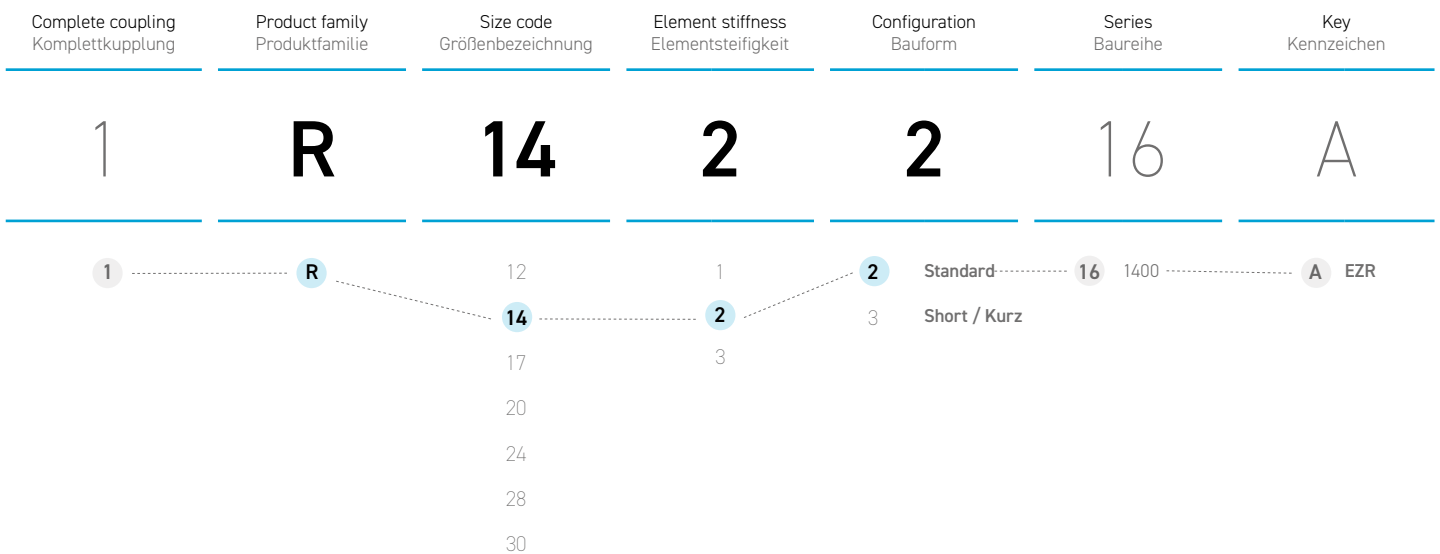 Complete coupling Product family Size code Element stiffness Configuration Series Key
Komplettkupplung Produktfamilie Größenbezeichnung Elementsteifigkeit Bauform Baureihe Kennzeichen
1 R 14 2 2 16 A
1 R 12 1 2 Standard 16 1400 A EZR
14 2 3 Short / Kurz
17 3
20
24
28
30